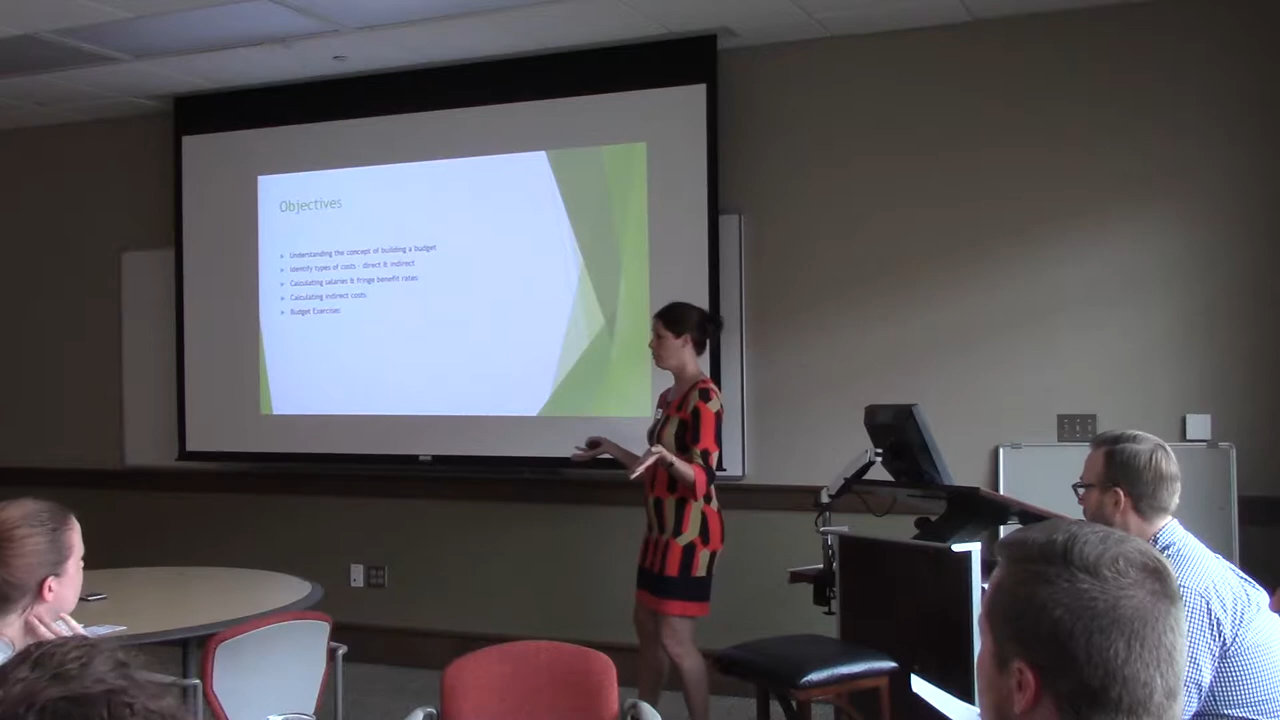 Objectives
Understanding the concept of building a budget
Identify types of costs - direct & indirect
Calculating salaries & fringe benefit rates
Calculating indirect costs
Budget Exercises